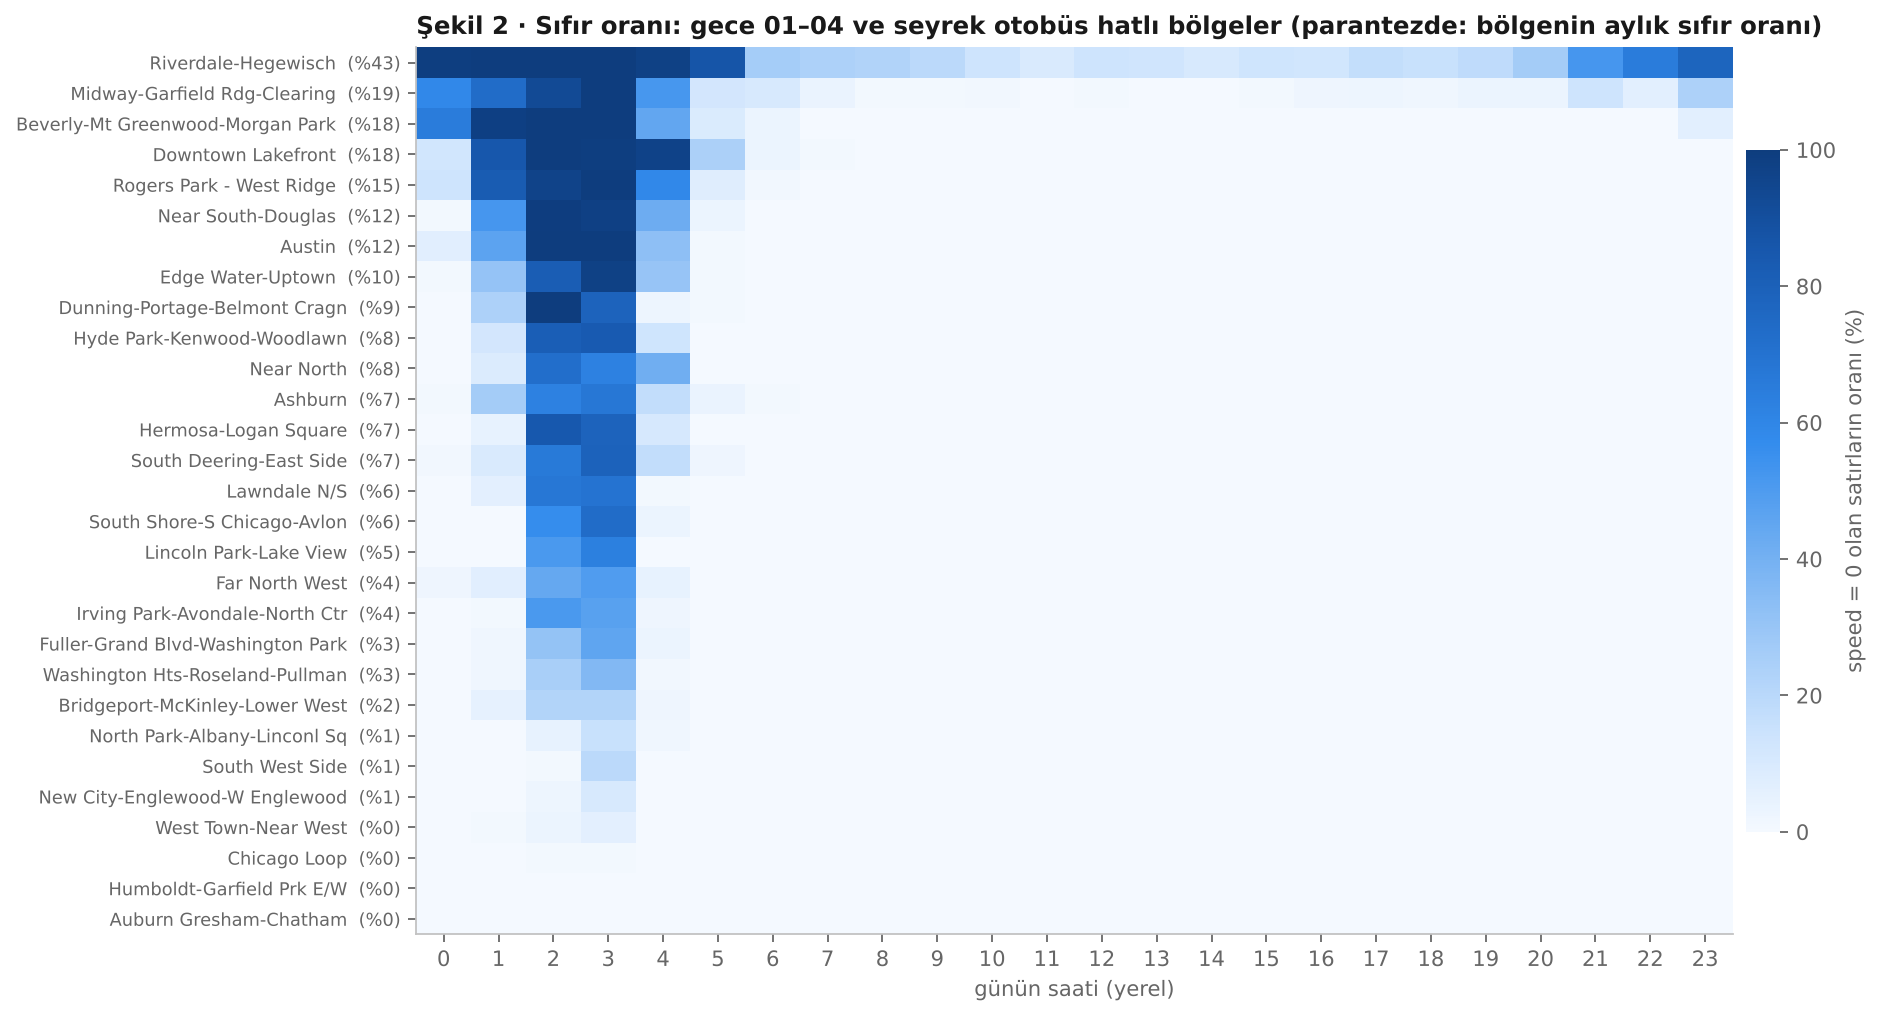 Şekil 2 · Sıfır oranı: gece 01–04 ve seyrek otobüs hatlı bölgeler (parantezde: bölgenin aylık sıfır oranı)
Riverdale-Hegewisch (%43)
Midway-Garfield Rdg-Clearing (%19)
Beverly-Mt Greenwood-Morgan Park (%18)
Downtown Lakefront (%18)
Rogers Park - West Ridge (%15)
Near South-Douglas (%12)
Austin (%12)
Edge Water-Uptown (%10)
Dunning-Portage-Belmont Cragn (%9)
Hyde Park-Kenwood-Woodlawn (%8)
Near North (%8)
Ashburn (%7)
Hermosa-Logan Square (%7)
South Deering-East Side (%7)
Lawndale N/S (%6)
South Shore-S Chicago-Avlon (%6)
Lincoln Park-Lake View (%5)
Far North West (%4)
Irving Park-Avondale-North Ctr (%4)
Fuller-Grand Blvd-Washington Park (%3)
Washington Hts-Roseland-Pullman (%3)
Bridgeport-McKinley-Lower West (%2)
North Park-Albany-Linconl Sq (%1)
South West Side (%1)
New City-Englewood-W Englewood (%1)
West Town-Near West (%0)
Chicago Loop (%0)
Humboldt-Garfield Prk E/W (%0)
Auburn Gresham-Chatham (%0)
0 1 2 3 4 5 6 7 8 9 10 11 12 13 14 15 16 17 18 19 20 21 22 23
günün saati (yerel)
100
80
60
40
20
0
speed = 0 olan satırların oranı (%)